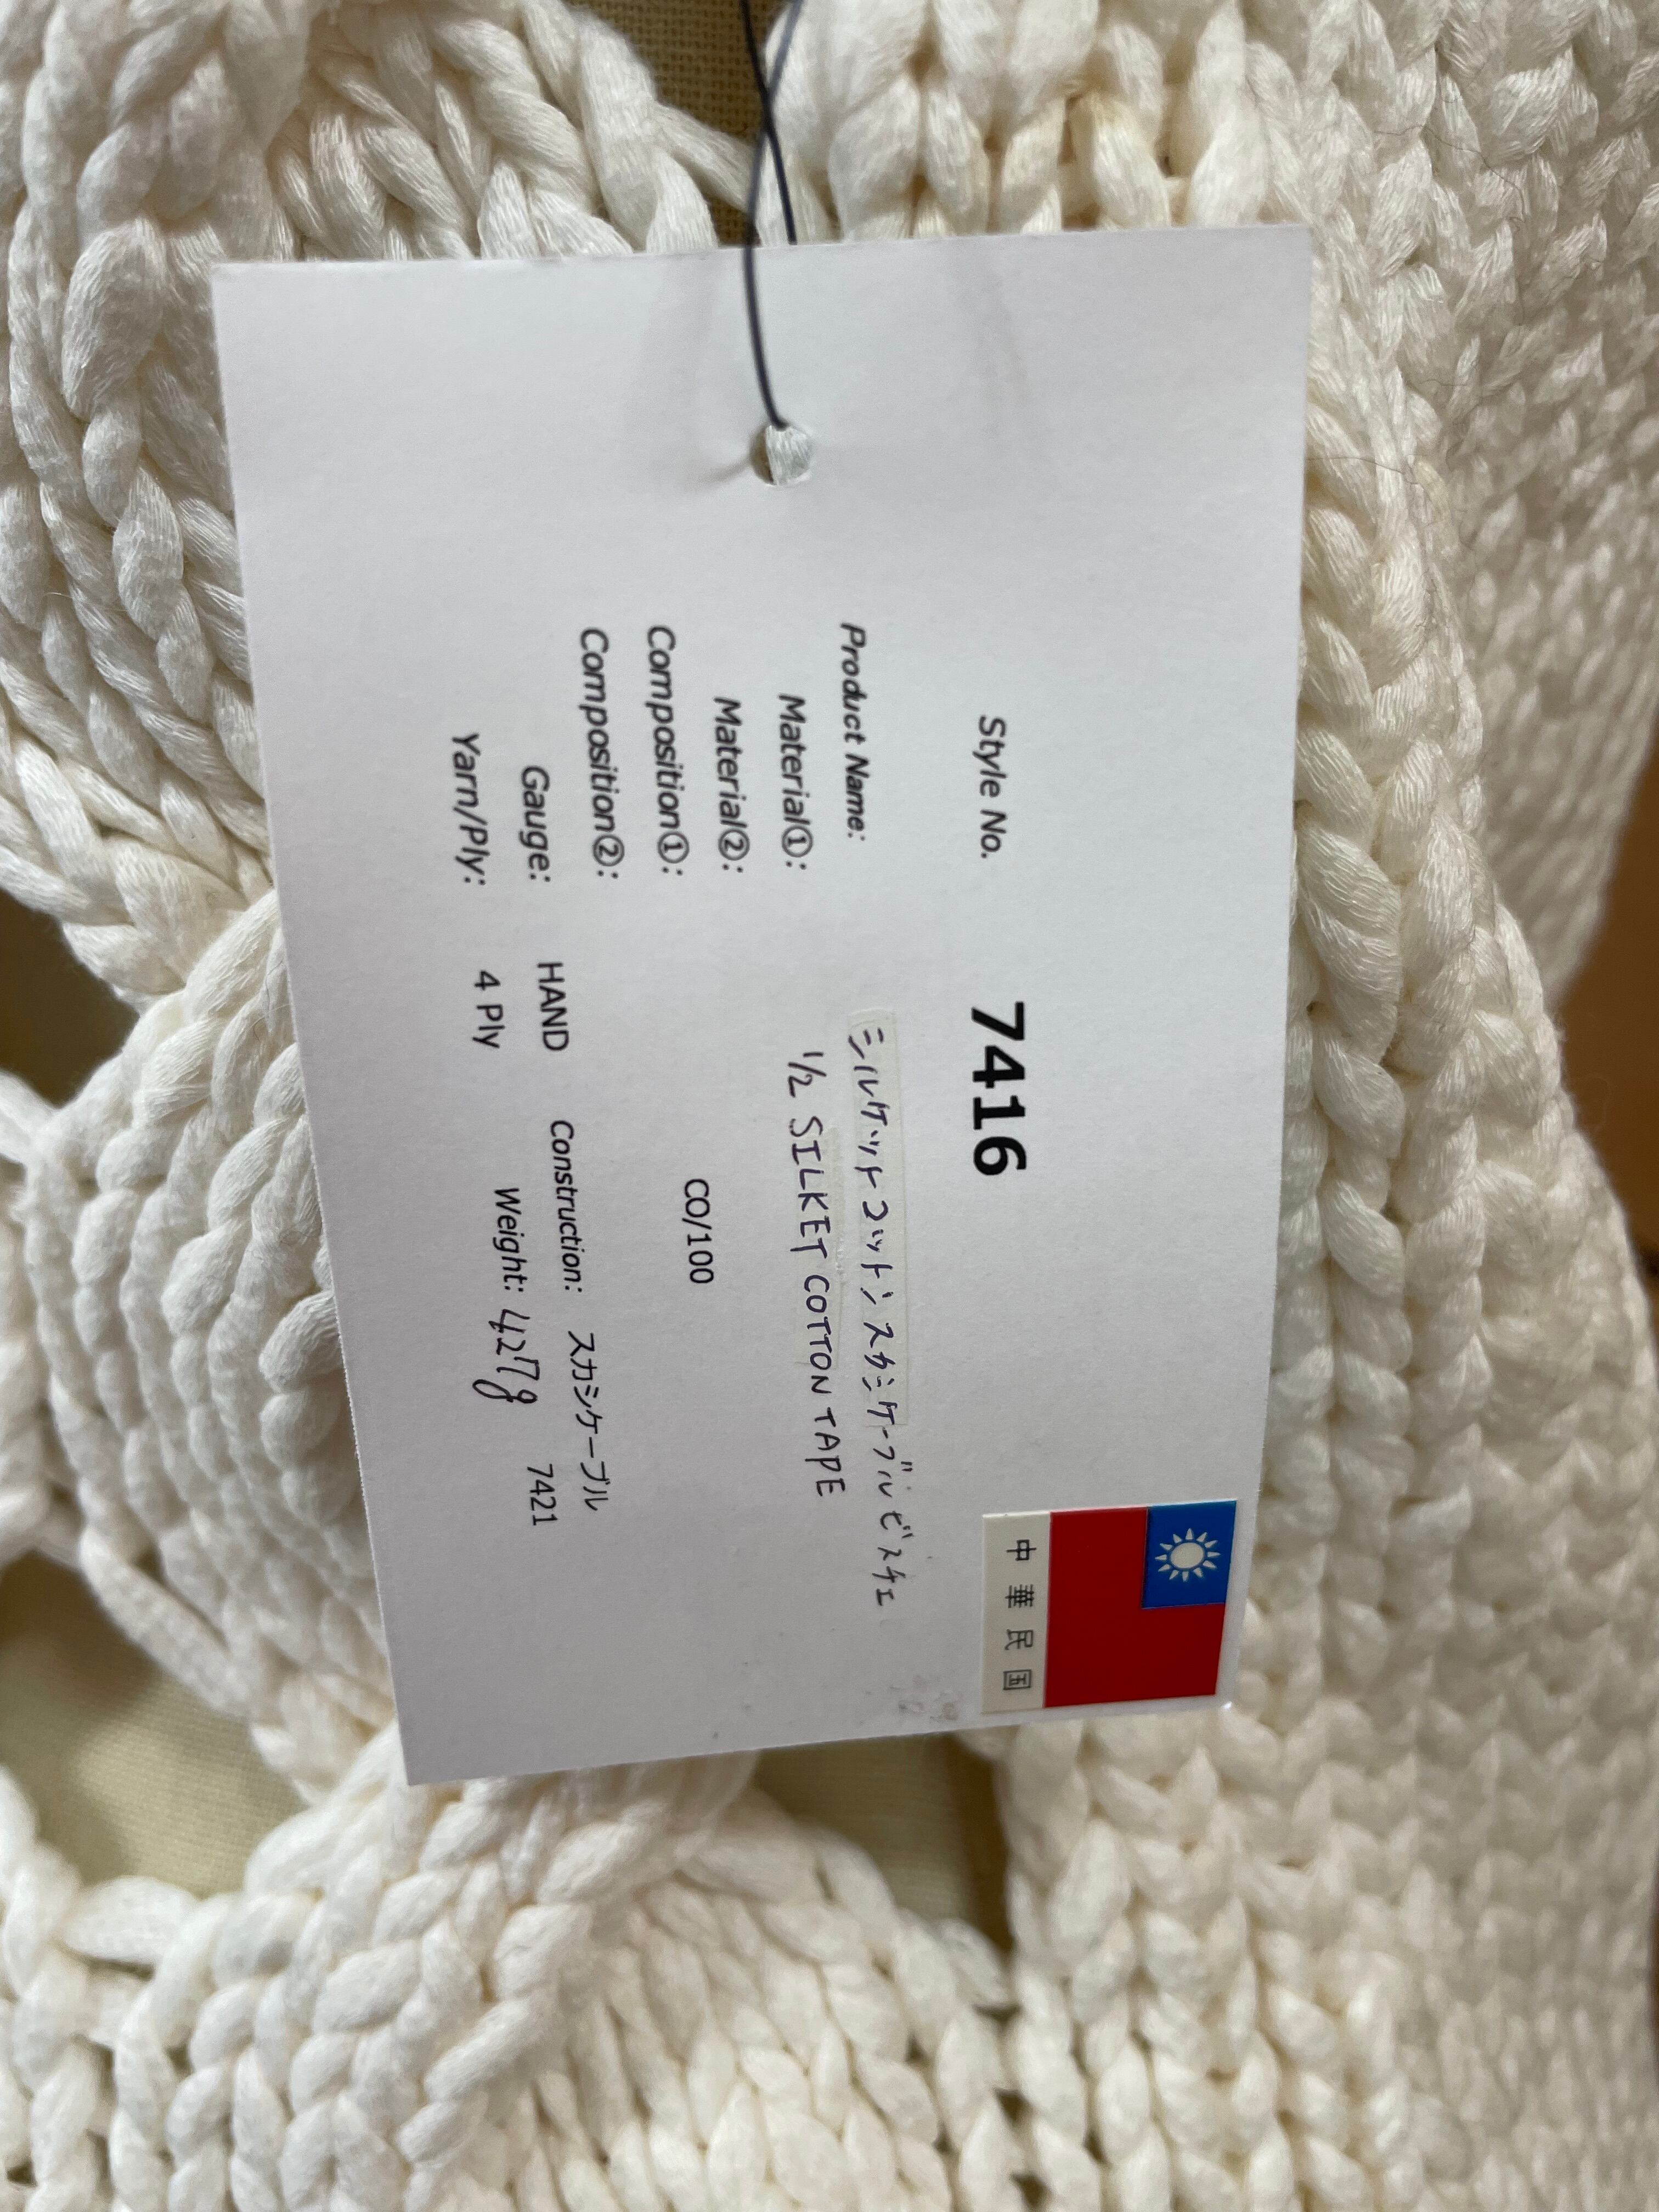 中華民国
Style No. 7416
Product Name: シルケットコットンスカシケーブルビスチェ
Material①: 1/2 SILKET COTTON TAPE
Material②:
Composition①: CO/100
Composition②:
Gauge: HAND Construction: スカシケーブル
Yarn/Ply: 4 Ply Weight: 427g 7421